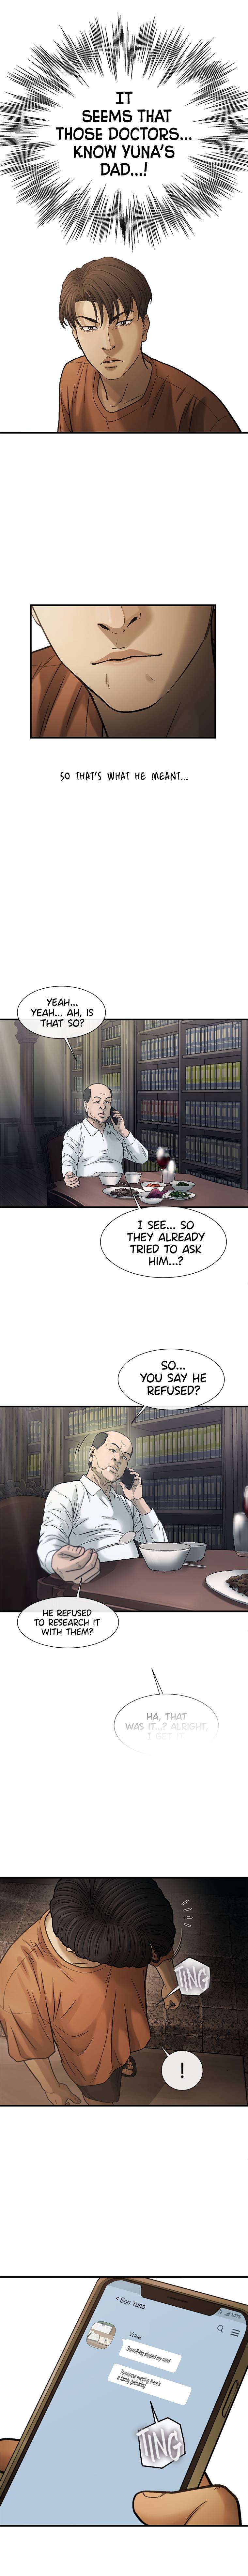 IT
SEEMS THAT
THOSE DOCTORS...
KNOW YUNA'S
DAD...!
SO THAT'S WHAT HE MEANT...
YEAH...
YEAH... AH, IS
THAT SO?
I SEE... SO
THEY ALREADY
TRIED TO ASK
HIM...?
SO...
YOU SAY HE
REFUSED?
HE REFUSED
TO RESEARCH IT
WITH THEM?
HA, THAT
WAS IT...? ALRIGHT,
I GET IT
TING
!
< Son Yuna
100%
Yuna
Something slipped my mind
Tomorrow evening there's
a family gathering
TING